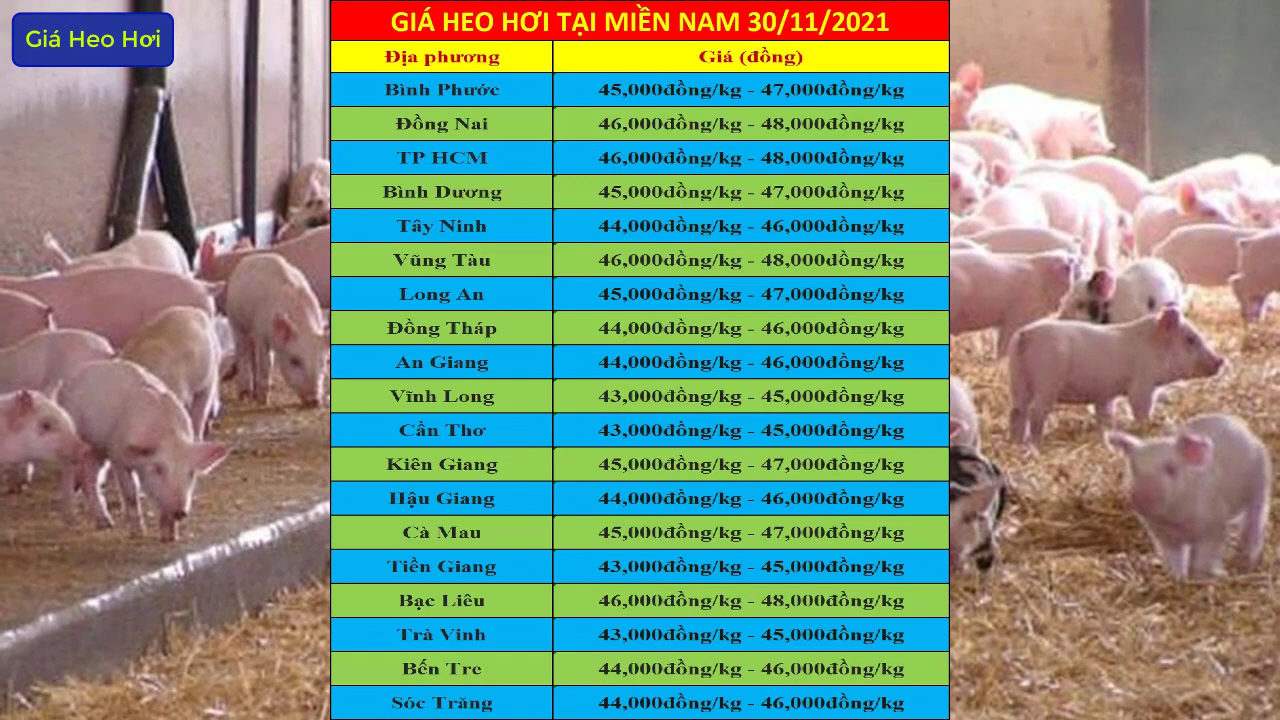 Giá Heo Hơi
GIÁ HEO HƠI TẠI MIỀN NAM 30/11/2021
Địa phương Giá (đồng)
Bình Phước 45,000đồng/kg - 47,000đồng/kg
Đồng Nai 46,000đồng/kg - 48,000đồng/kg
TP HCM 46,000đồng/kg - 48,000đồng/kg
Bình Dương 45,000đồng/kg - 47,000đồng/kg
Tây Ninh 44,000đồng/kg - 46,000đồng/kg
Vũng Tàu 46,000đồng/kg - 48,000đồng/kg
Long An 45,000đồng/kg - 47,000đồng/kg
Đồng Tháp 44,000đồng/kg - 46,000đồng/kg
An Giang 44,000đồng/kg - 46,000đồng/kg
Vĩnh Long 43,000đồng/kg - 45,000đồng/kg
Cần Thơ 43,000đồng/kg - 45,000đồng/kg
Kiên Giang 45,000đồng/kg - 47,000đồng/kg
Hậu Giang 44,000đồng/kg - 46,000đồng/kg
Cà Mau 45,000đồng/kg - 47,000đồng/kg
Tiền Giang 43,000đồng/kg - 45,000đồng/kg
Bạc Liêu 46,000đồng/kg - 48,000đồng/kg
Trà Vinh 43,000đồng/kg - 45,000đồng/kg
Bến Tre 44,000đồng/kg - 46,000đồng/kg
Sóc Trăng 44,000đồng/kg - 46,000đồng/kg